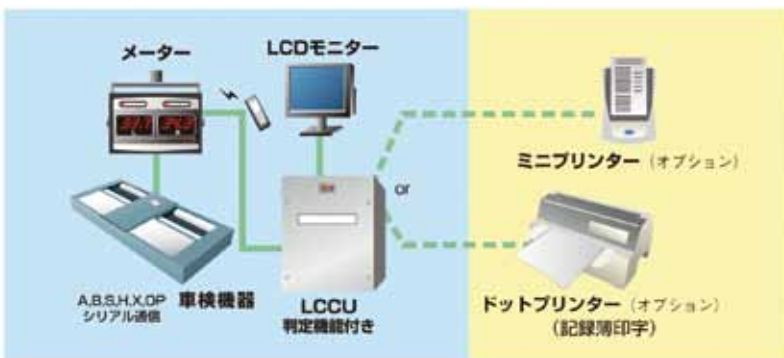 メーター
LCDモニター
ミニプリンター（オプション）
or
A,B,S,H,X,OP
シリアル通信
車検機器
LCCU
判定機能付き
ドットプリンター（オプション）
（記録簿印字）